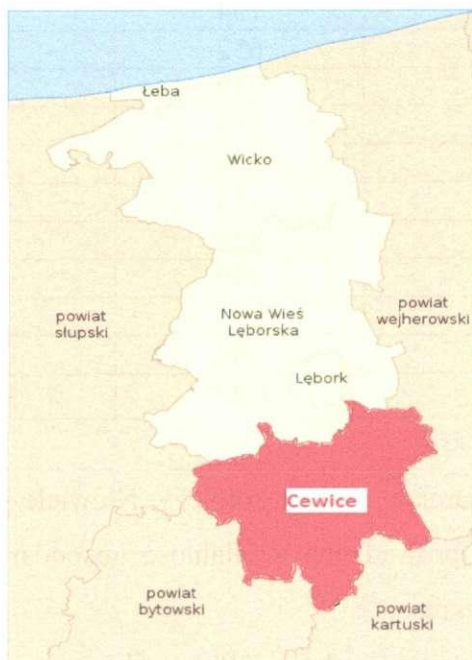 Łeba
Wicko
powiat
słupski
Nowa Wieś
Lęborska
powiat
wejherowski
Lębork
Cewice
powiat
bytowski
powiat
kartuski